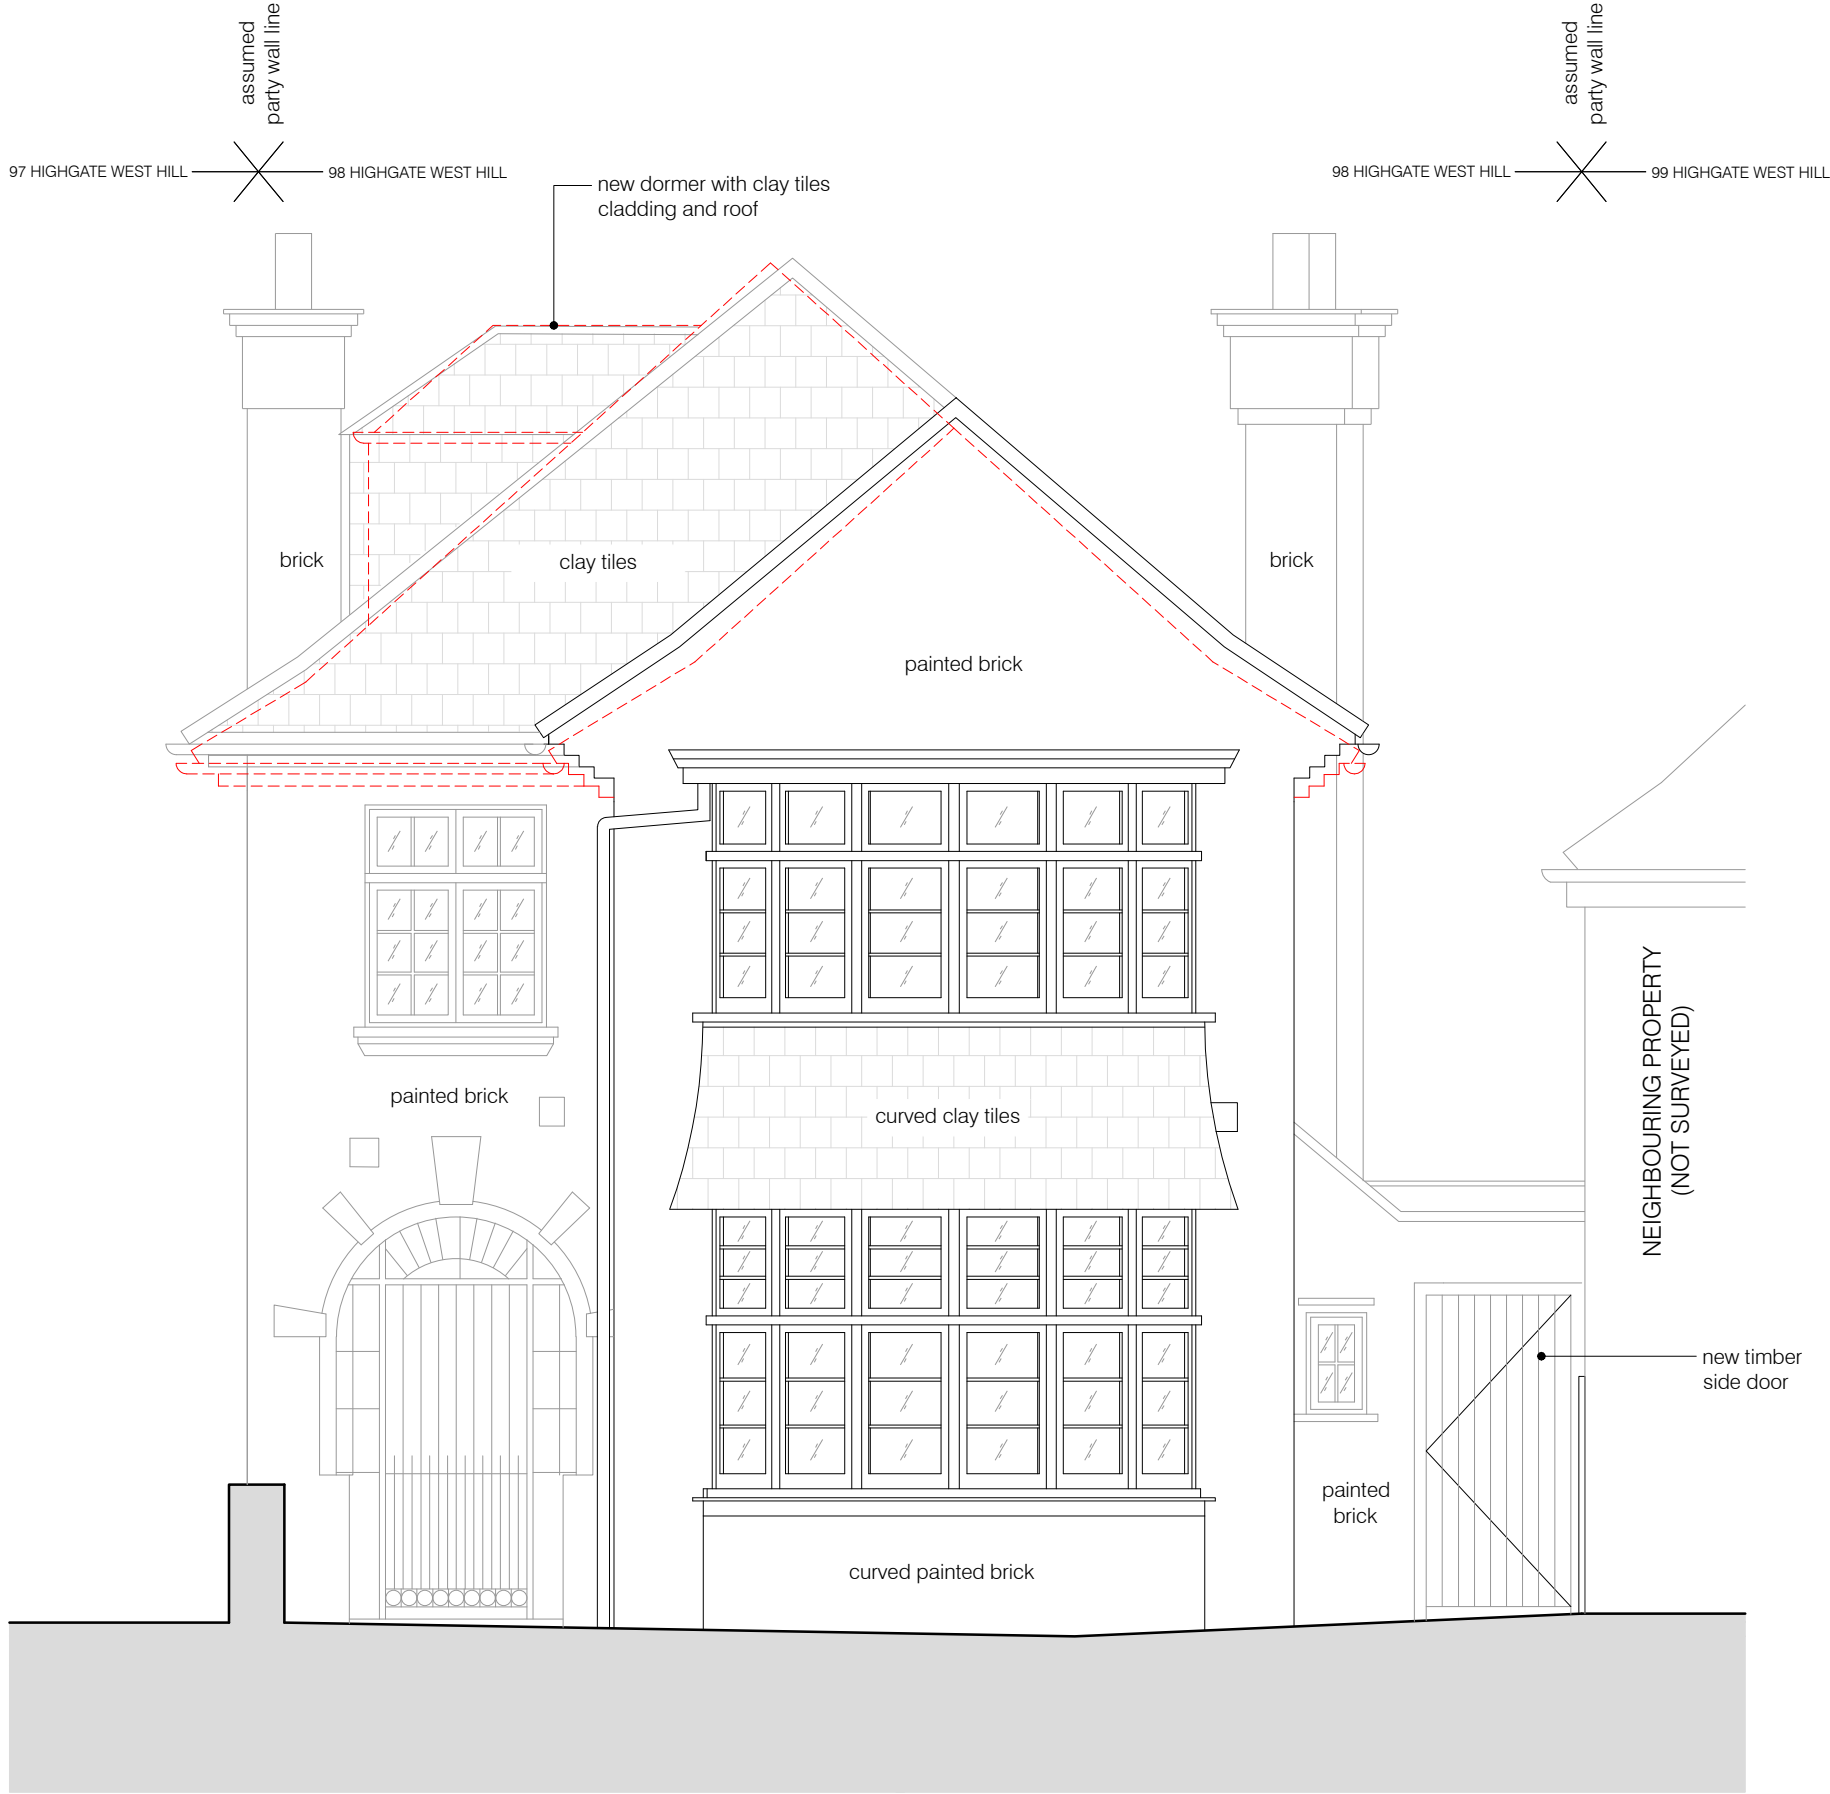 assumed
party wall line
assumed
party wall line
97 HIGHGATE WEST HILL
98 HIGHGATE WEST HILL
98 HIGHGATE WEST HILL
99 HIGHGATE WEST HILL
new dormer with clay tiles
cladding and roof
brick
clay tiles
brick
painted brick
painted brick
curved clay tiles
NEIGHBOURING PROPERTY
(NOT SURVEYED)
new timber
side door
painted
brick
curved painted brick